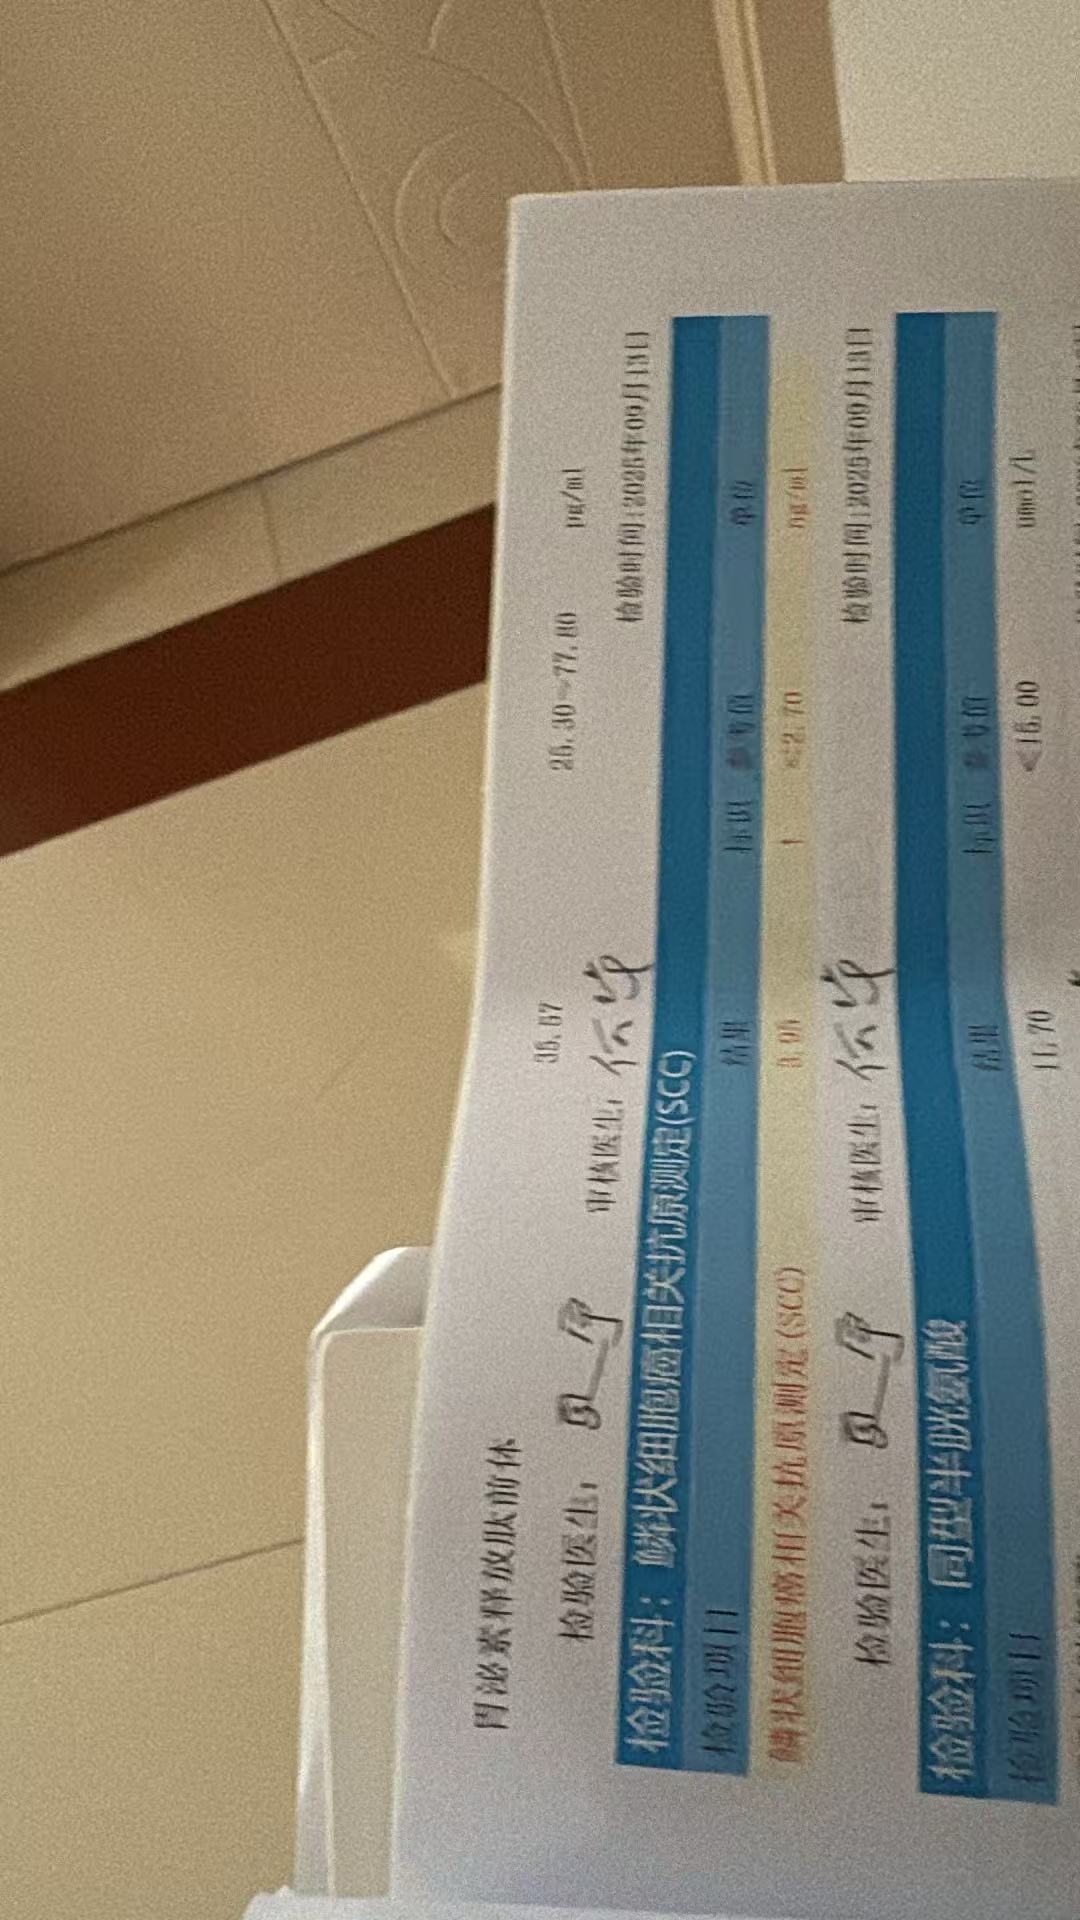 胃泌素释放肽前体 35.57 25.30~77.80 pg/ml
检验医生： 审核医生： 检验时间:2025年09月13日
检验科： 鳞状细胞癌相关抗原测定(SCC)
检验项目 结果 标识 参考值 单位
鳞状细胞癌相关抗原测定(SCC) 3.95 ↑ ≤2.70 ng/ml
检验医生： 审核医生： 检验时间:2025年09月13日
检验科： 同型半胱氨酸
检验项目 结果 标识 参考值 单位
11.70 <15.00 umol/L